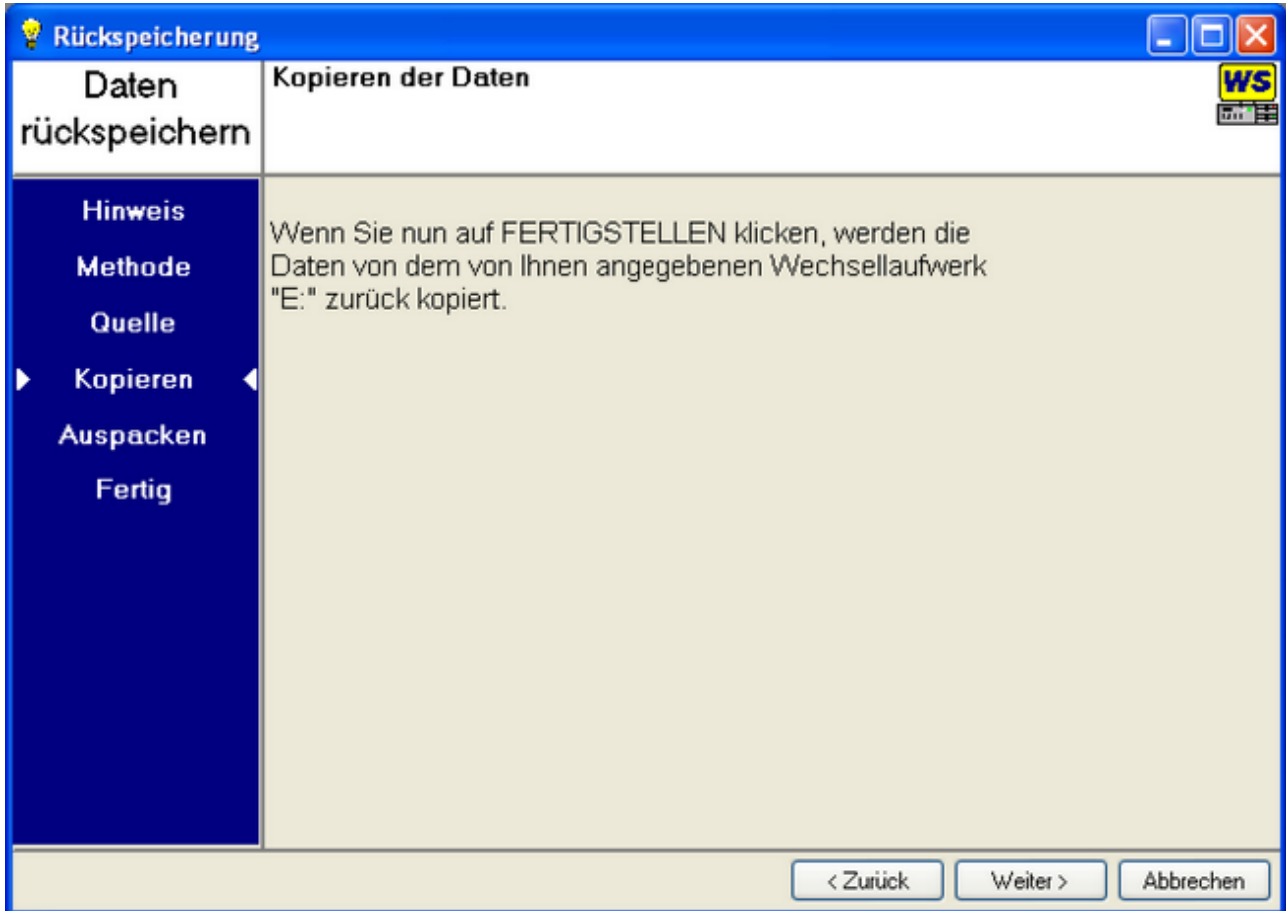 Rückspeicherung
Daten
rückspeichern
Kopieren der Daten
WS
Hinweis
Methode
Quelle
Kopieren
Auspacken
Fertig
Wenn Sie nun auf FERTIGSTELLEN klicken, werden die
Daten von dem von Ihnen angegebenen Wechsellaufwerk
"E:" zurück kopiert.
< Zurück
Weiter >
Abbrechen